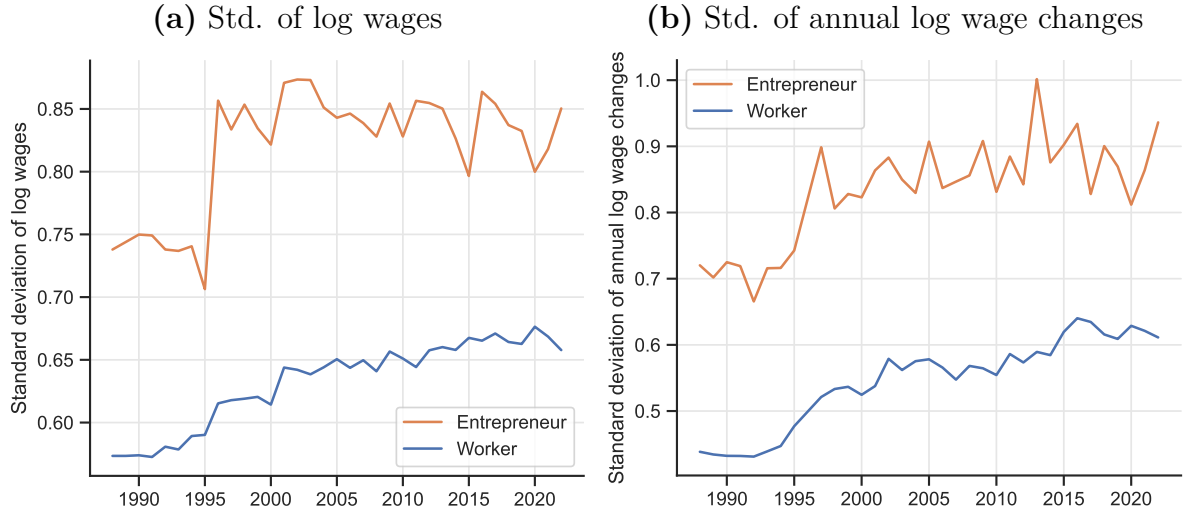 (a) Std. of log wages
Standard deviation of log wages
0.85
0.80
0.75
0.70
0.65
0.60
Entrepreneur
Worker
1990 1995 2000 2005 2010 2015 2020
(b) Std. of annual log wage changes
Standard deviation of annual log wage changes
1.0
0.9
0.8
0.7
0.6
0.5
Entrepreneur
Worker
1990 1995 2000 2005 2010 2015 2020